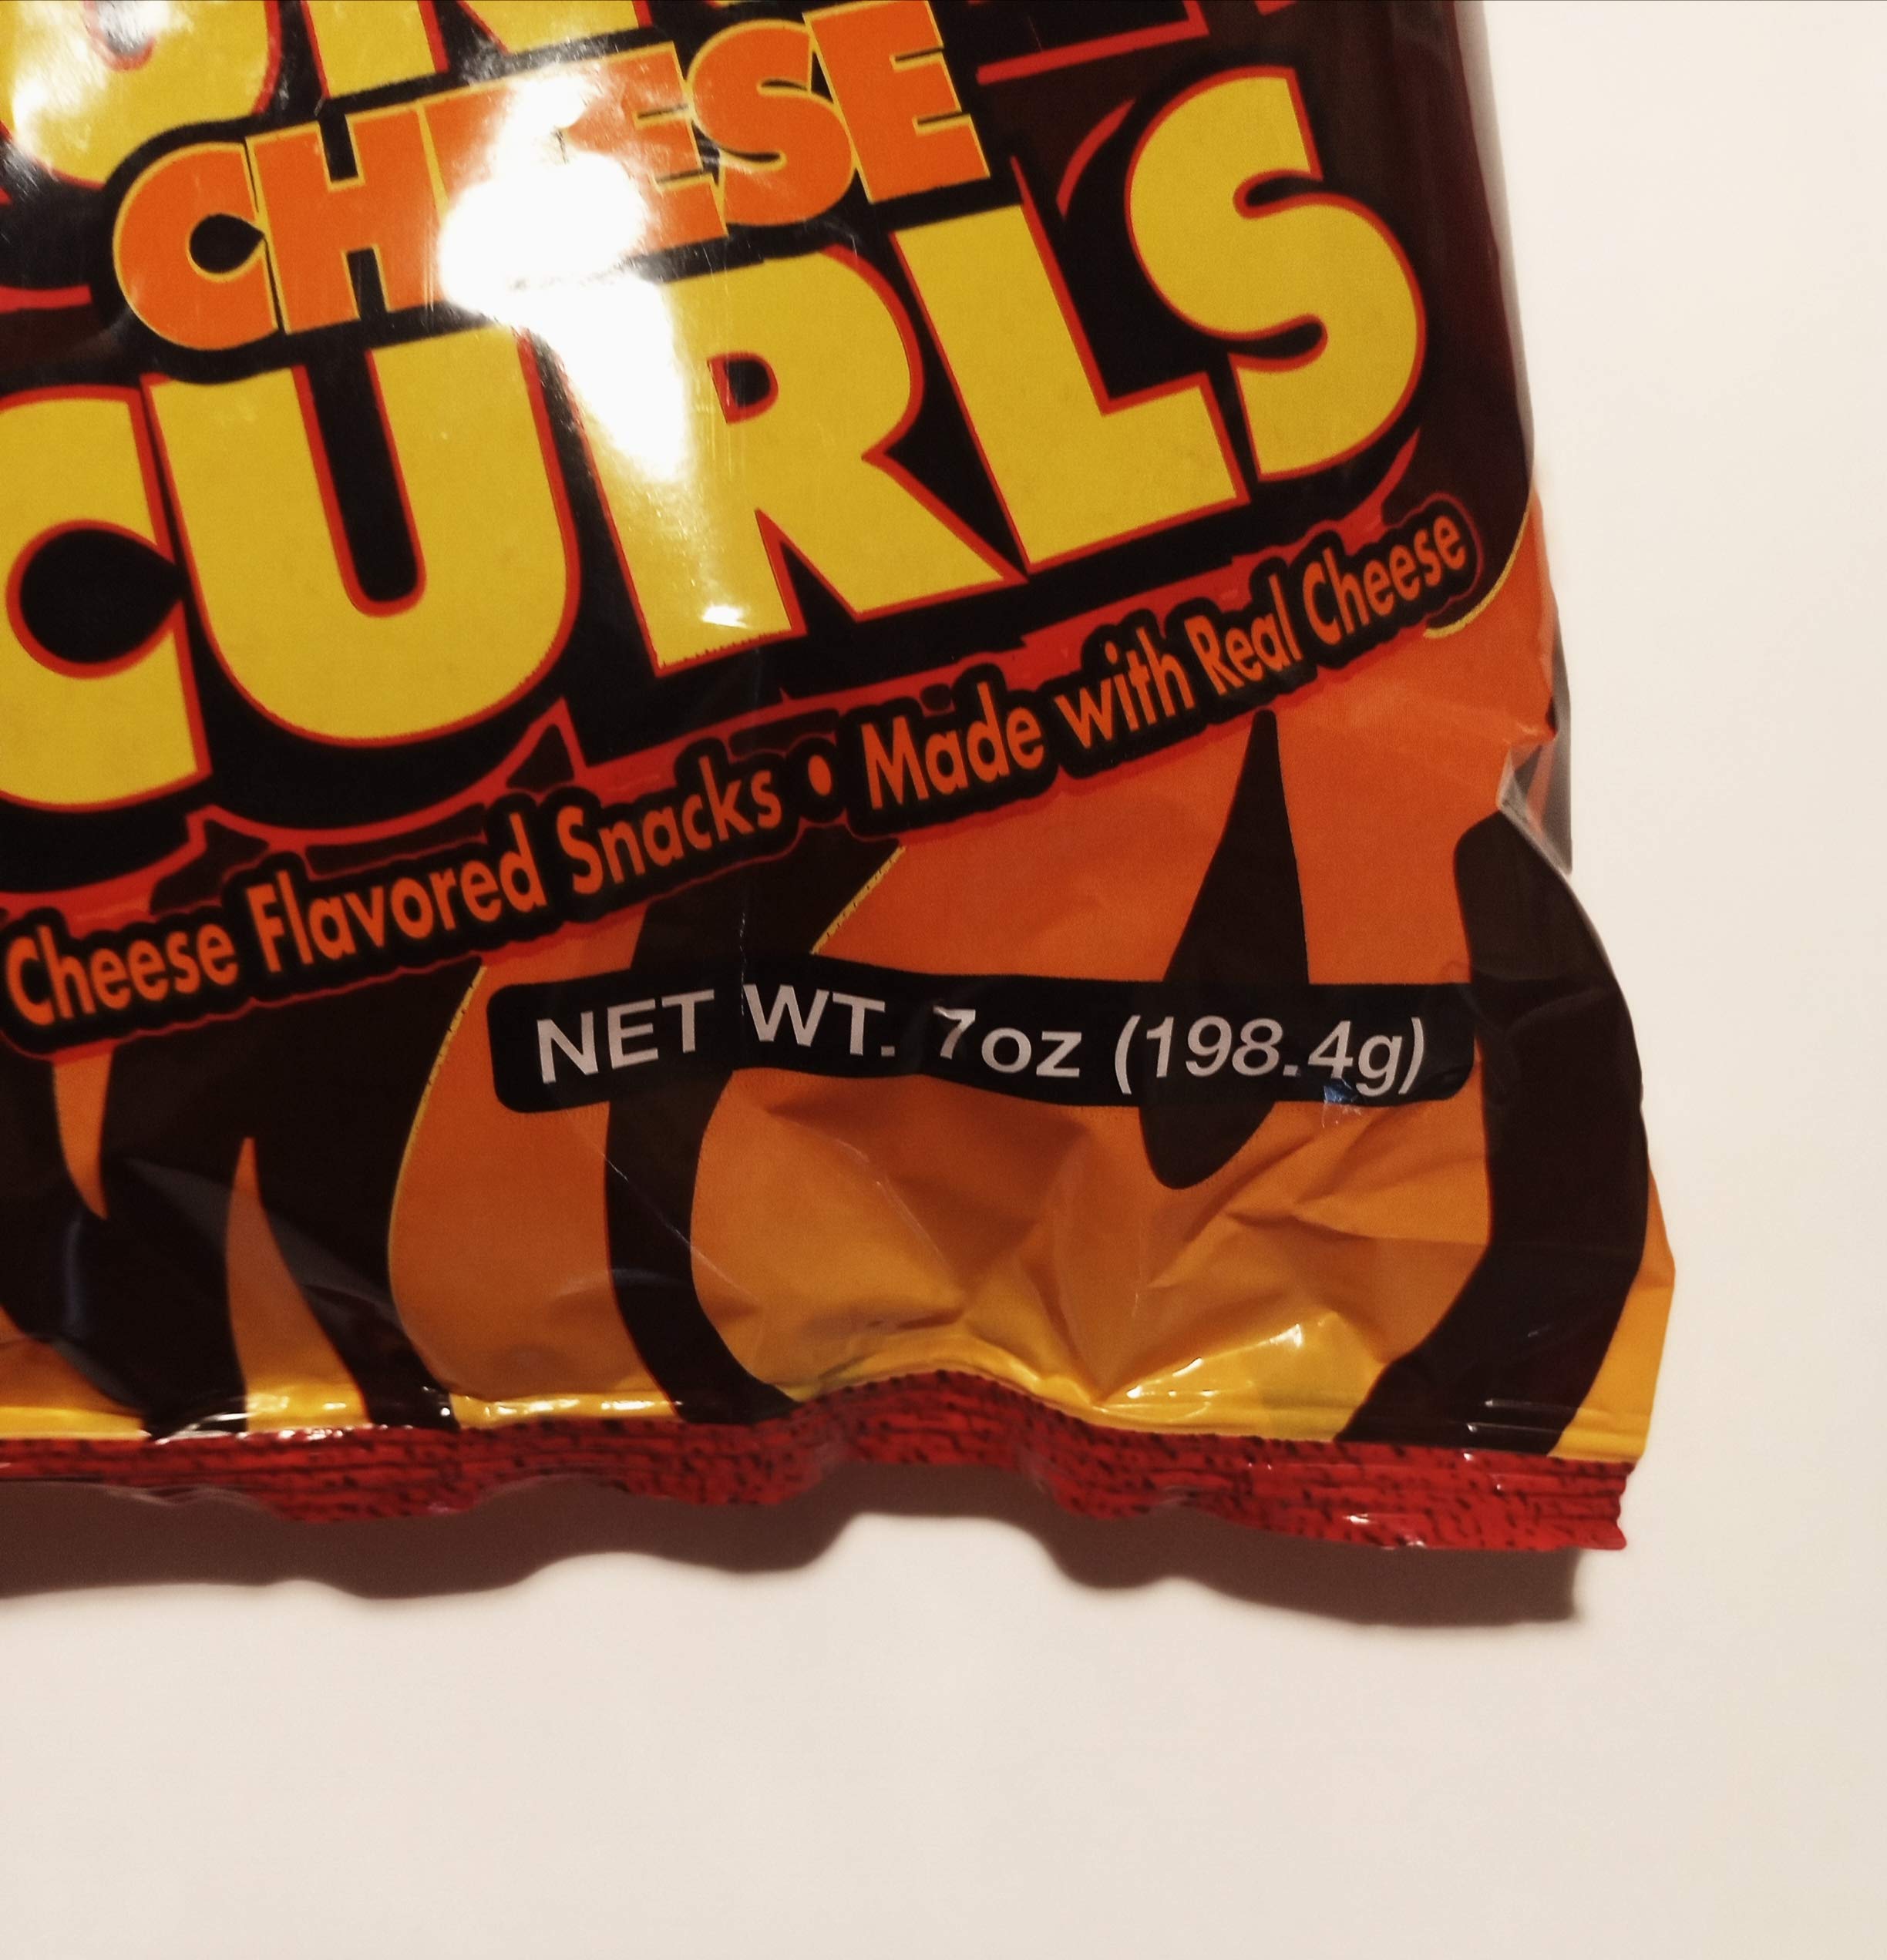 CHEESE
CURLS
Cheese Flavored Snacks • Made with Real Cheese
NET WT. 7oz (198.4g)